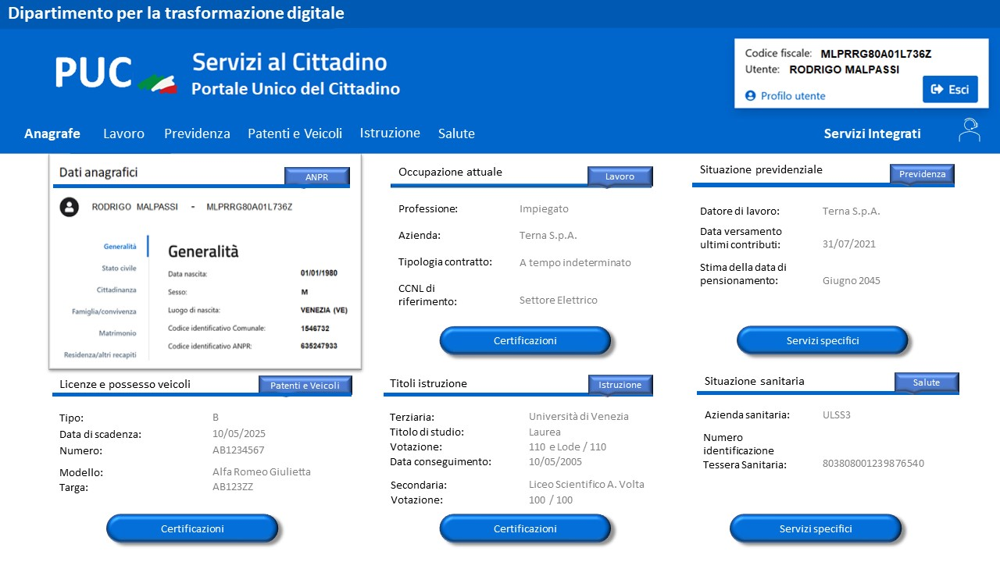 Dipartimento per la trasformazione digitale
PUC
Servizi al Cittadino
Portale Unico del Cittadino
Codice fiscale: MLPRRG80A01L736Z
Utente: RODRIGO MALPASSI
Profilo utente
Esci
Anagrafe Lavoro Previdenza Patenti e Veicoli Istruzione Salute Servizi Integrati
Dati anagrafici ANPR
RODRIGO MALPASSI - MLPRRG80A01L736Z
Generalità
Stato civile
Cittadinanza
Famiglia/convivenza
Matrimonio
Residenza/altri recapiti
Generalità
Data nascita: 01/01/1980
Sesso: M
Luogo di nascita: VENEZIA (VE)
Codice identificativo Comunale: 1546732
Codice identificativo ANPR: 635247933
Occupazione attuale Lavoro
Professione: Impiegato
Azienda: Terna S.p.A.
Tipologia contratto: A tempo indeterminato
CCNL di
riferimento: Settore Elettrico
Certificazioni
Situazione previdenziale Previdenza
Datore di lavoro: Terna S.p.A.
Data versamento
ultimi contributi: 31/07/2021
Stima della data di
pensionamento: Giugno 2045
Servizi specifici
Licenze e possesso veicoli Patenti e Veicoli
Tipo: B
Data di scadenza: 10/05/2025
Numero: AB1234567
Modello: Alfa Romeo Giulietta
Targa: AB123ZZ
Certificazioni
Titoli istruzione Istruzione
Terziaria: Università di Venezia
Titolo di studio: Laurea
Votazione: 110 e Lode / 110
Data conseguimento: 10/05/2005
Secondaria: Liceo Scientifico A. Volta
Votazione: 100 / 100
Certificazioni
Situazione sanitaria Salute
Azienda sanitaria: ULSS3
Numero
identificazione
Tessera Sanitaria: 803808001239876540
Servizi specifici